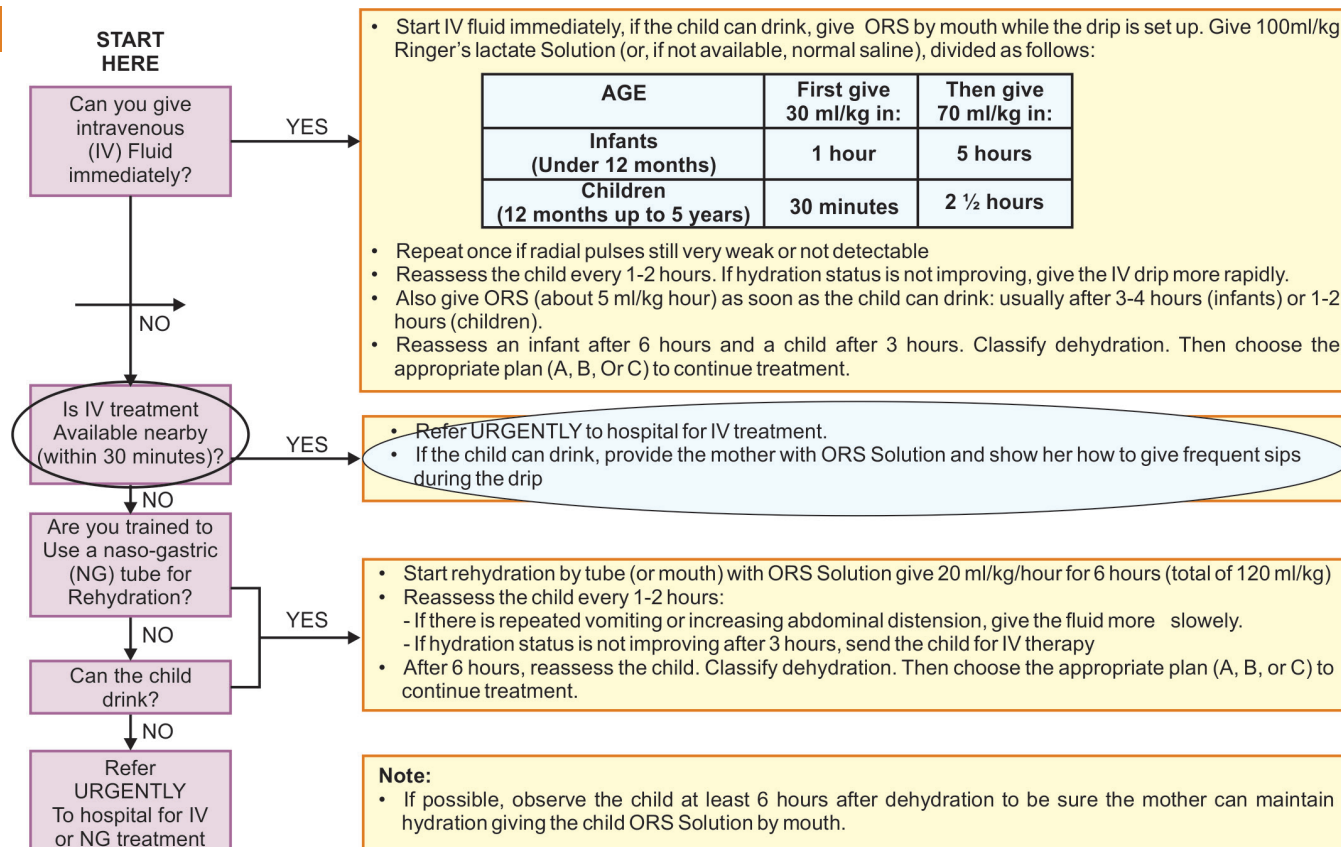 START
HERE
Can you give
intravenous
(IV) Fluid
immediately?
YES
• Start IV fluid immediately, if the child can drink, give ORS by mouth while the drip is set up. Give 100ml/kg
Ringer's lactate Solution (or, if not available, normal saline), divided as follows:
AGE
First give
30 ml/kg in:
Then give
70 ml/kg in:
Infants
(Under 12 months)
1 hour
5 hours
Children
(12 months up to 5 years)
30 minutes
2 ½ hours
• Repeat once if radial pulses still very weak or not detectable
• Reassess the child every 1-2 hours. If hydration status is not improving, give the IV drip more rapidly.
• Also give ORS (about 5 ml/kg hour) as soon as the child can drink: usually after 3-4 hours (infants) or 1-2
hours (children).
• Reassess an infant after 6 hours and a child after 3 hours. Classify dehydration. Then choose the
appropriate plan (A, B, Or C) to continue treatment.
NO
Is IV treatment
Available nearby
(within 30 minutes)?
YES
• Refer URGENTLY to hospital for IV treatment.
• If the child can drink, provide the mother with ORS Solution and show her how to give frequent sips
during the drip
NO
Are you trained to
Use a naso-gastric
(NG) tube for
Rehydration?
YES
• Start rehydration by tube (or mouth) with ORS Solution give 20 ml/kg/hour for 6 hours (total of 120 ml/kg)
• Reassess the child every 1-2 hours:
- If there is repeated vomiting or increasing abdominal distension, give the fluid more slowely.
- If hydration status is not improving after 3 hours, send the child for IV therapy
• After 6 hours, reassess the child. Classify dehydration. Then choose the appropriate plan (A, B, or C) to
continue treatment.
NO
Can the child
drink?
NO
Refer
URGENTLY
To hospital for IV
or NG treatment
Note:
• If possible, observe the child at least 6 hours after dehydration to be sure the mother can maintain
hydration giving the child ORS Solution by mouth.